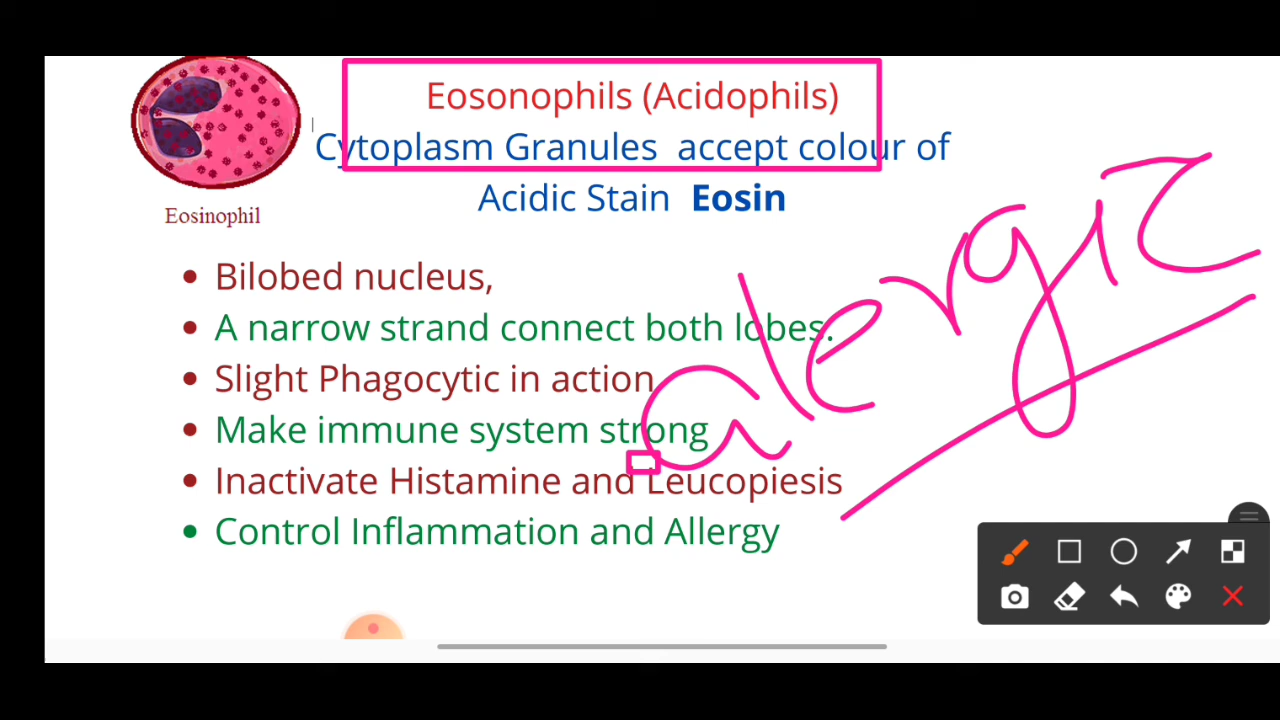 Eosonophils (Acidophils)
Cytoplasm Granules accept colour of
Acidic Stain Eosin
Eosinophil
• Bilobed nucleus,
• A narrow strand connect both lobes.
• Slight Phagocytic in action
• Make immune system strong
• Inactivate Histamine and Leucopiesis
• Control Inflammation and Allergy
alergic